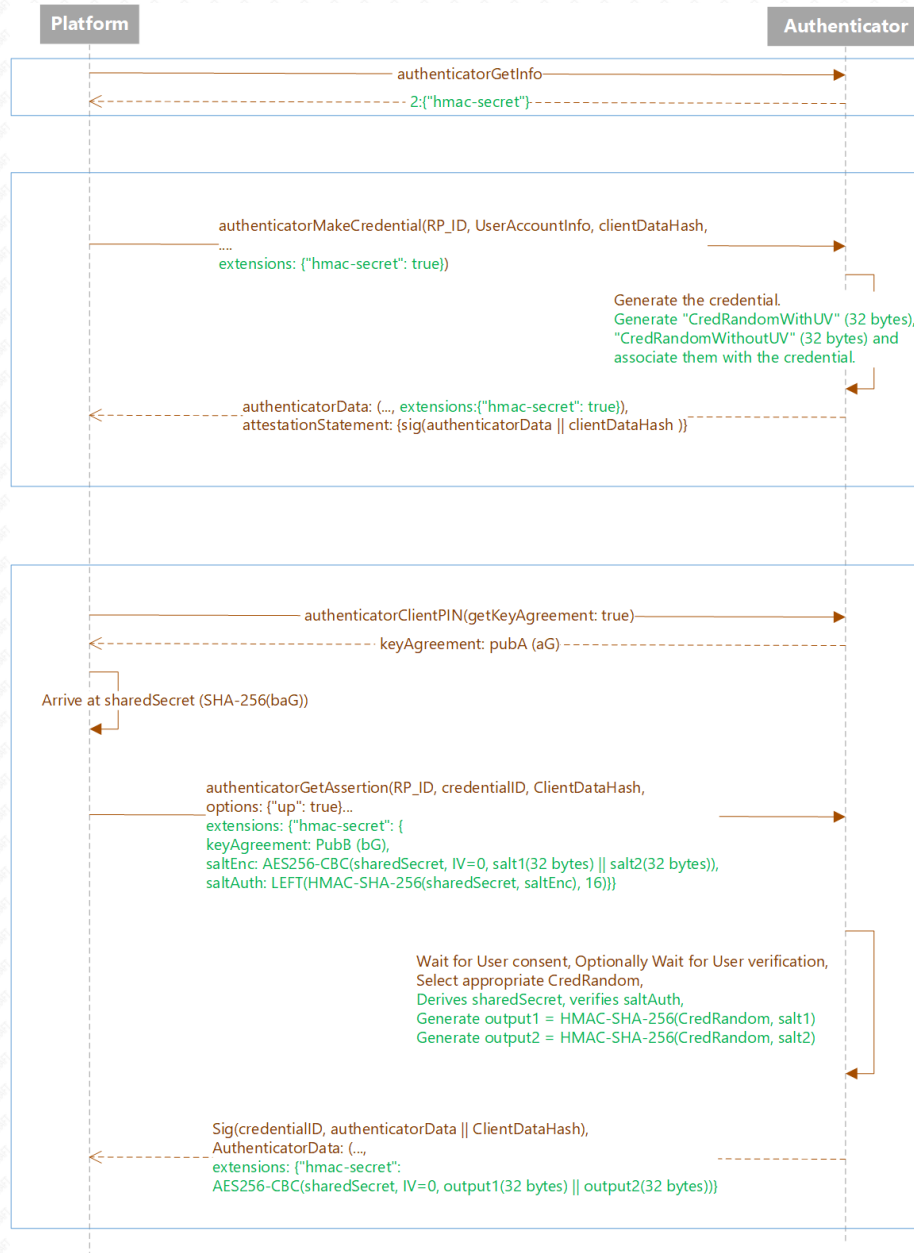 Platform
Authenticator
authenticatorGetInfo
2:{"hmac-secret"}
authenticatorMakeCredential(RP_ID, UserAccountInfo, clientDataHash,
....
extensions: {"hmac-secret": true})
Generate the credential.
Generate "CredRandomWithUV" (32 bytes),
"CredRandomWithoutUV" (32 bytes) and
associate them with the credential.
authenticatorData: (..., extensions:{"hmac-secret": true}),
attestationStatement: {sig(authenticatorData || clientDataHash )}
authenticatorClientPIN(getKeyAgreement: true)
keyAgreement: pubA (aG)
Arrive at sharedSecret (SHA-256(baG))
authenticatorGetAssertion(RP_ID, credentialID, ClientDataHash,
options: {"up": true}...
extensions: {"hmac-secret": {
keyAgreement: PubB (bG),
saltEnc: AES256-CBC(sharedSecret, IV=0, salt1(32 bytes) || salt2(32 bytes)),
saltAuth: LEFT(HMAC-SHA-256(sharedSecret, saltEnc), 16)}}
Wait for User consent, Optionally Wait for User verification,
Select appropriate CredRandom,
Derives sharedSecret, verifies saltAuth,
Generate output1 = HMAC-SHA-256(CredRandom, salt1)
Generate output2 = HMAC-SHA-256(CredRandom, salt2)
Sig(credentialID, authenticatorData || ClientDataHash),
AuthenticatorData: (...,
extensions: {"hmac-secret":
AES256-CBC(sharedSecret, IV=0, output1(32 bytes) || output2(32 bytes))}